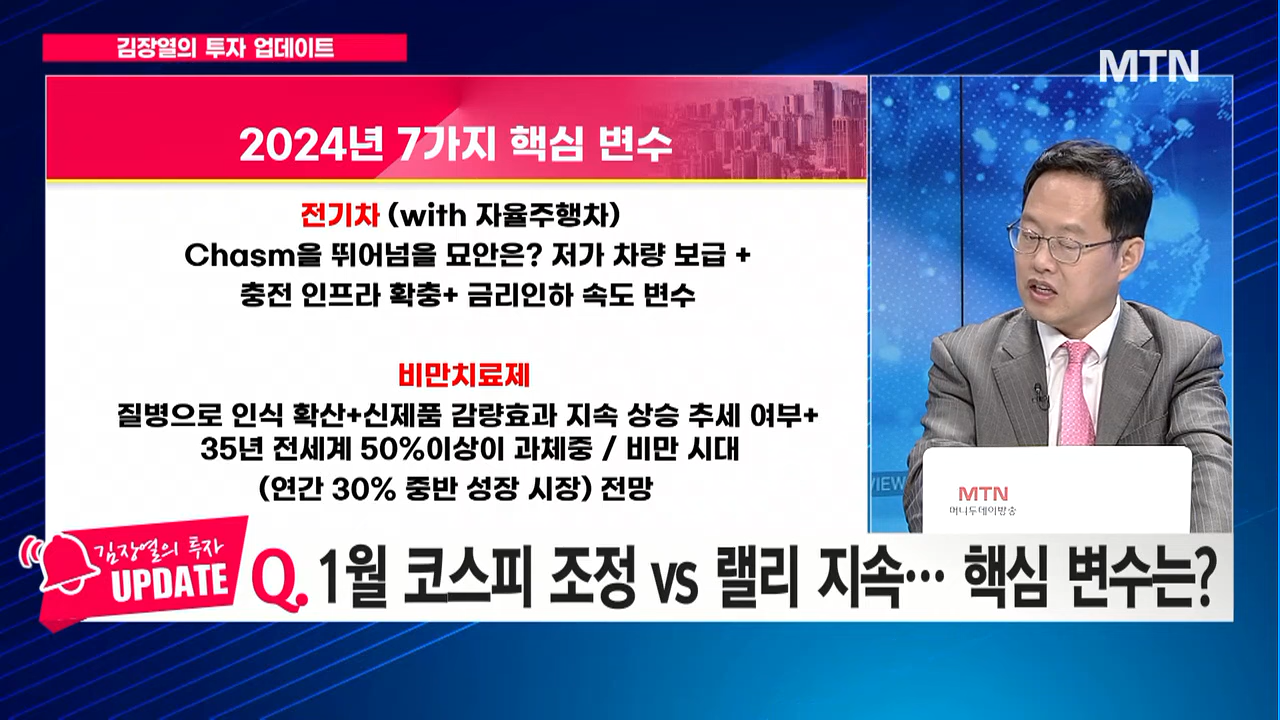 김장열의 투자 업데이트
MTN
2024년 7가지 핵심 변수
전기차 (with 자율주행차)
Chasm을 뛰어넘을 묘안은? 저가 차량 보급 +
충전 인프라 확충+ 금리인하 속도 변수
비만치료제
질병으로 인식 확산+신제품 감량효과 지속 상승 추세 여부+
35년 전세계 50%이상이 과체중 / 비만 시대
(연간 30% 중반 성장 시장) 전망
VIEW
MTN
머니투데이방송
김장열의 투자
UPDATE
Q. 1월 코스피 조정 vs 랠리 지속… 핵심 변수는?